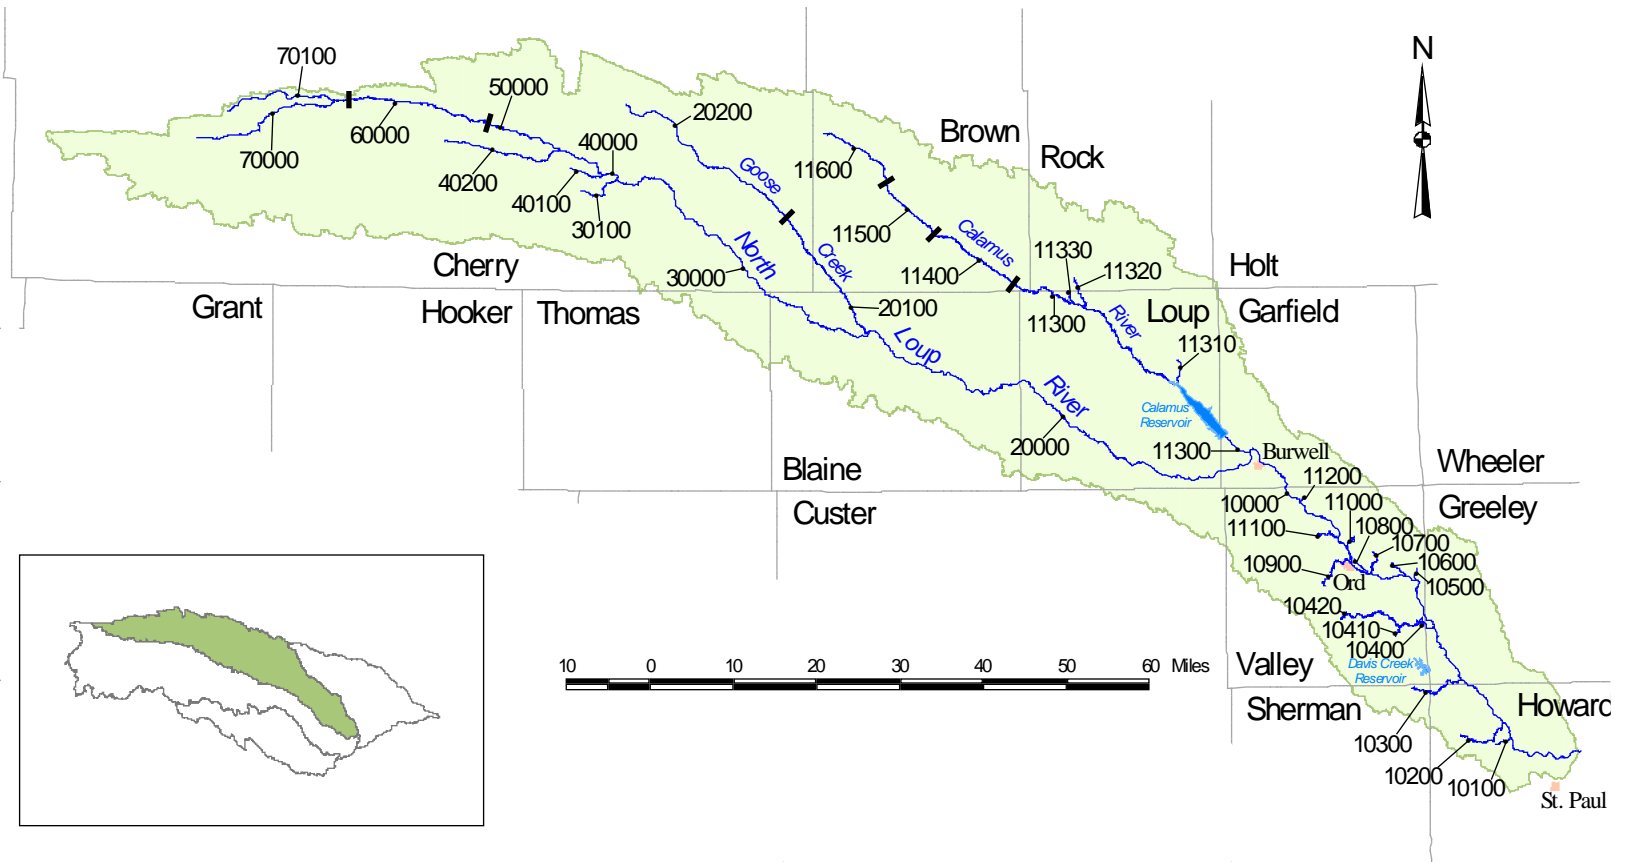 N
70100
50000
20200
Brown
60000
40000
Rock
70000
11600
Goose
40200
40100
30100
11500
Calamus
North
Creek
11330
11320
11400
Cherry
Holt
30000
Grant
Hooker
Thomas
20100
11300
River
Loup
Garfield
Loup
11310
River
Calamus
Reservoir
20000
11300
Burwell
Blaine
Wheeler
11200
10000
11000
Custer
Greeley
11100
10800
10700
10900
10600
Ord
10500
10420
10410
10400
Valley
Davis Creek
Reservoir
10 0 10 20 30 40 50 60 Miles
Sherman
Howard
10300
10200
10100
St. Paul